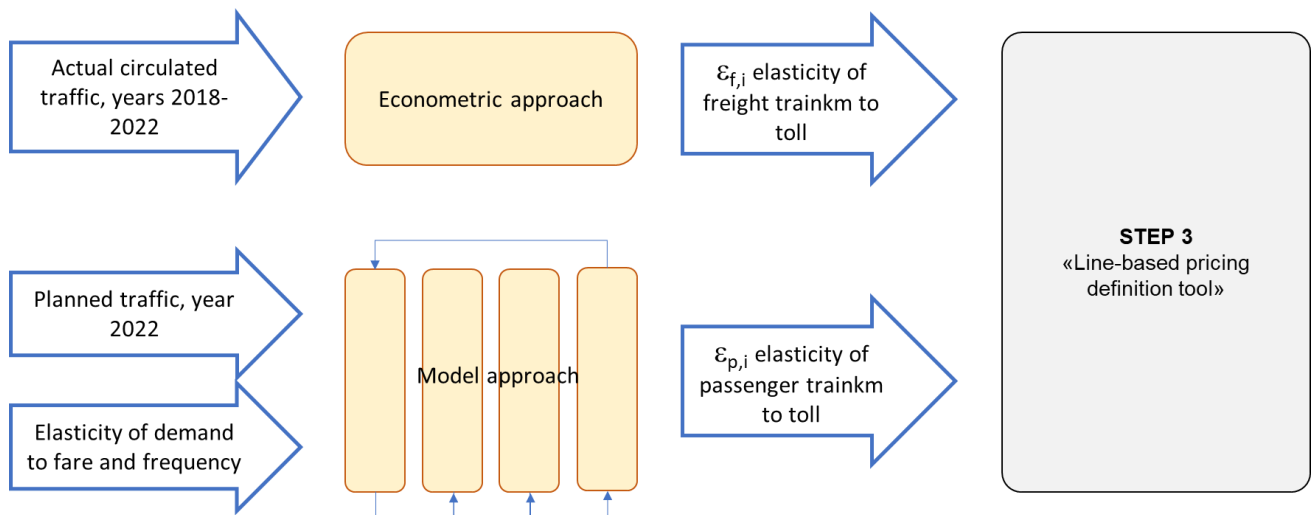 Actual circulated
traffic, years 2018-
2022
Econometric approach
εf,i elasticity of
freight trainkm to
toll
Planned traffic, year
2022
Elasticity of demand
to fare and frequency
Model approach
εp,i elasticity of
passenger trainkm
to toll
STEP 3
«Line-based pricing
definition tool»